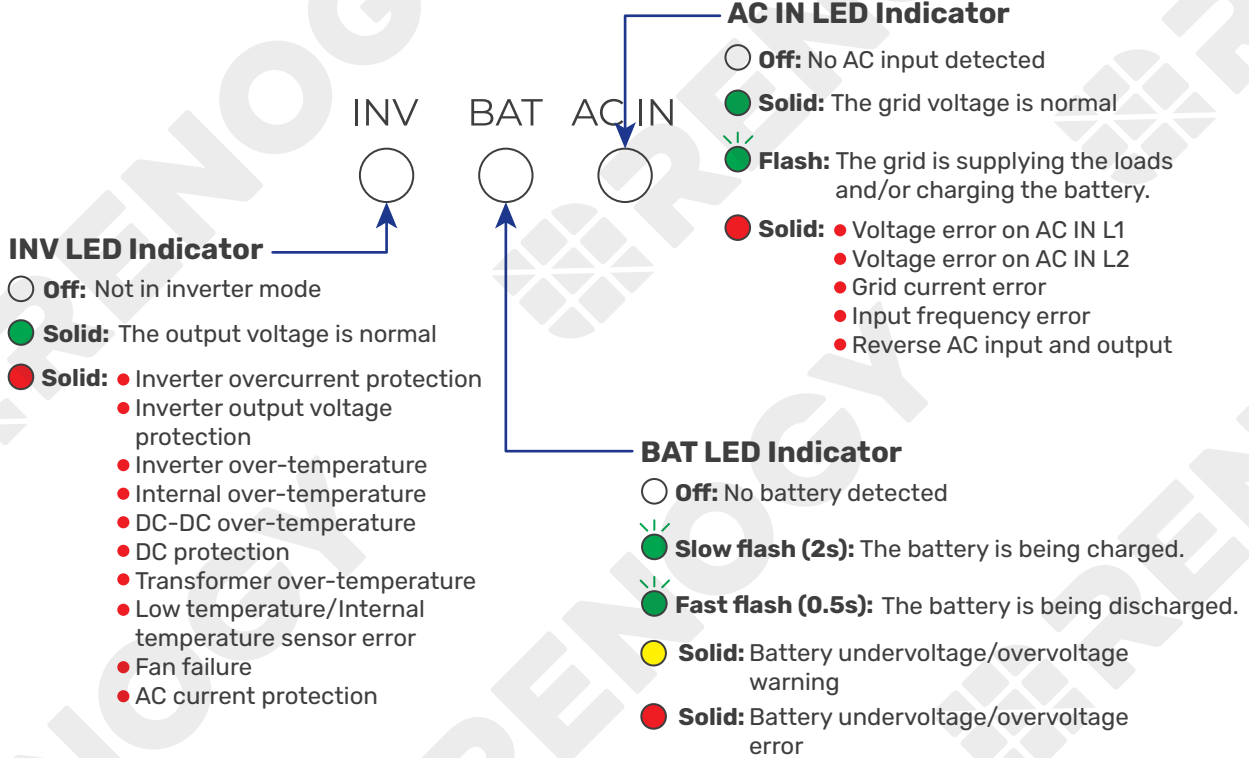 AC IN LED Indicator
Off: No AC input detected
Solid: The grid voltage is normal
Flash: The grid is supplying the loads
and/or charging the battery.
Solid: • Voltage error on AC IN L1
• Voltage error on AC IN L2
• Grid current error
• Input frequency error
• Reverse AC input and output
INV BAT AC IN
INV LED Indicator
Off: Not in inverter mode
Solid: The output voltage is normal
Solid: • Inverter overcurrent protection
• Inverter output voltage
protection
• Inverter over-temperature
• Internal over-temperature
• DC-DC over-temperature
• DC protection
• Transformer over-temperature
• Low temperature/Internal
temperature sensor error
• Fan failure
• AC current protection
BAT LED Indicator
Off: No battery detected
Slow flash (2s): The battery is being charged.
Fast flash (0.5s): The battery is being discharged.
Solid: Battery undervoltage/overvoltage
warning
Solid: Battery undervoltage/overvoltage
error
RENOGY